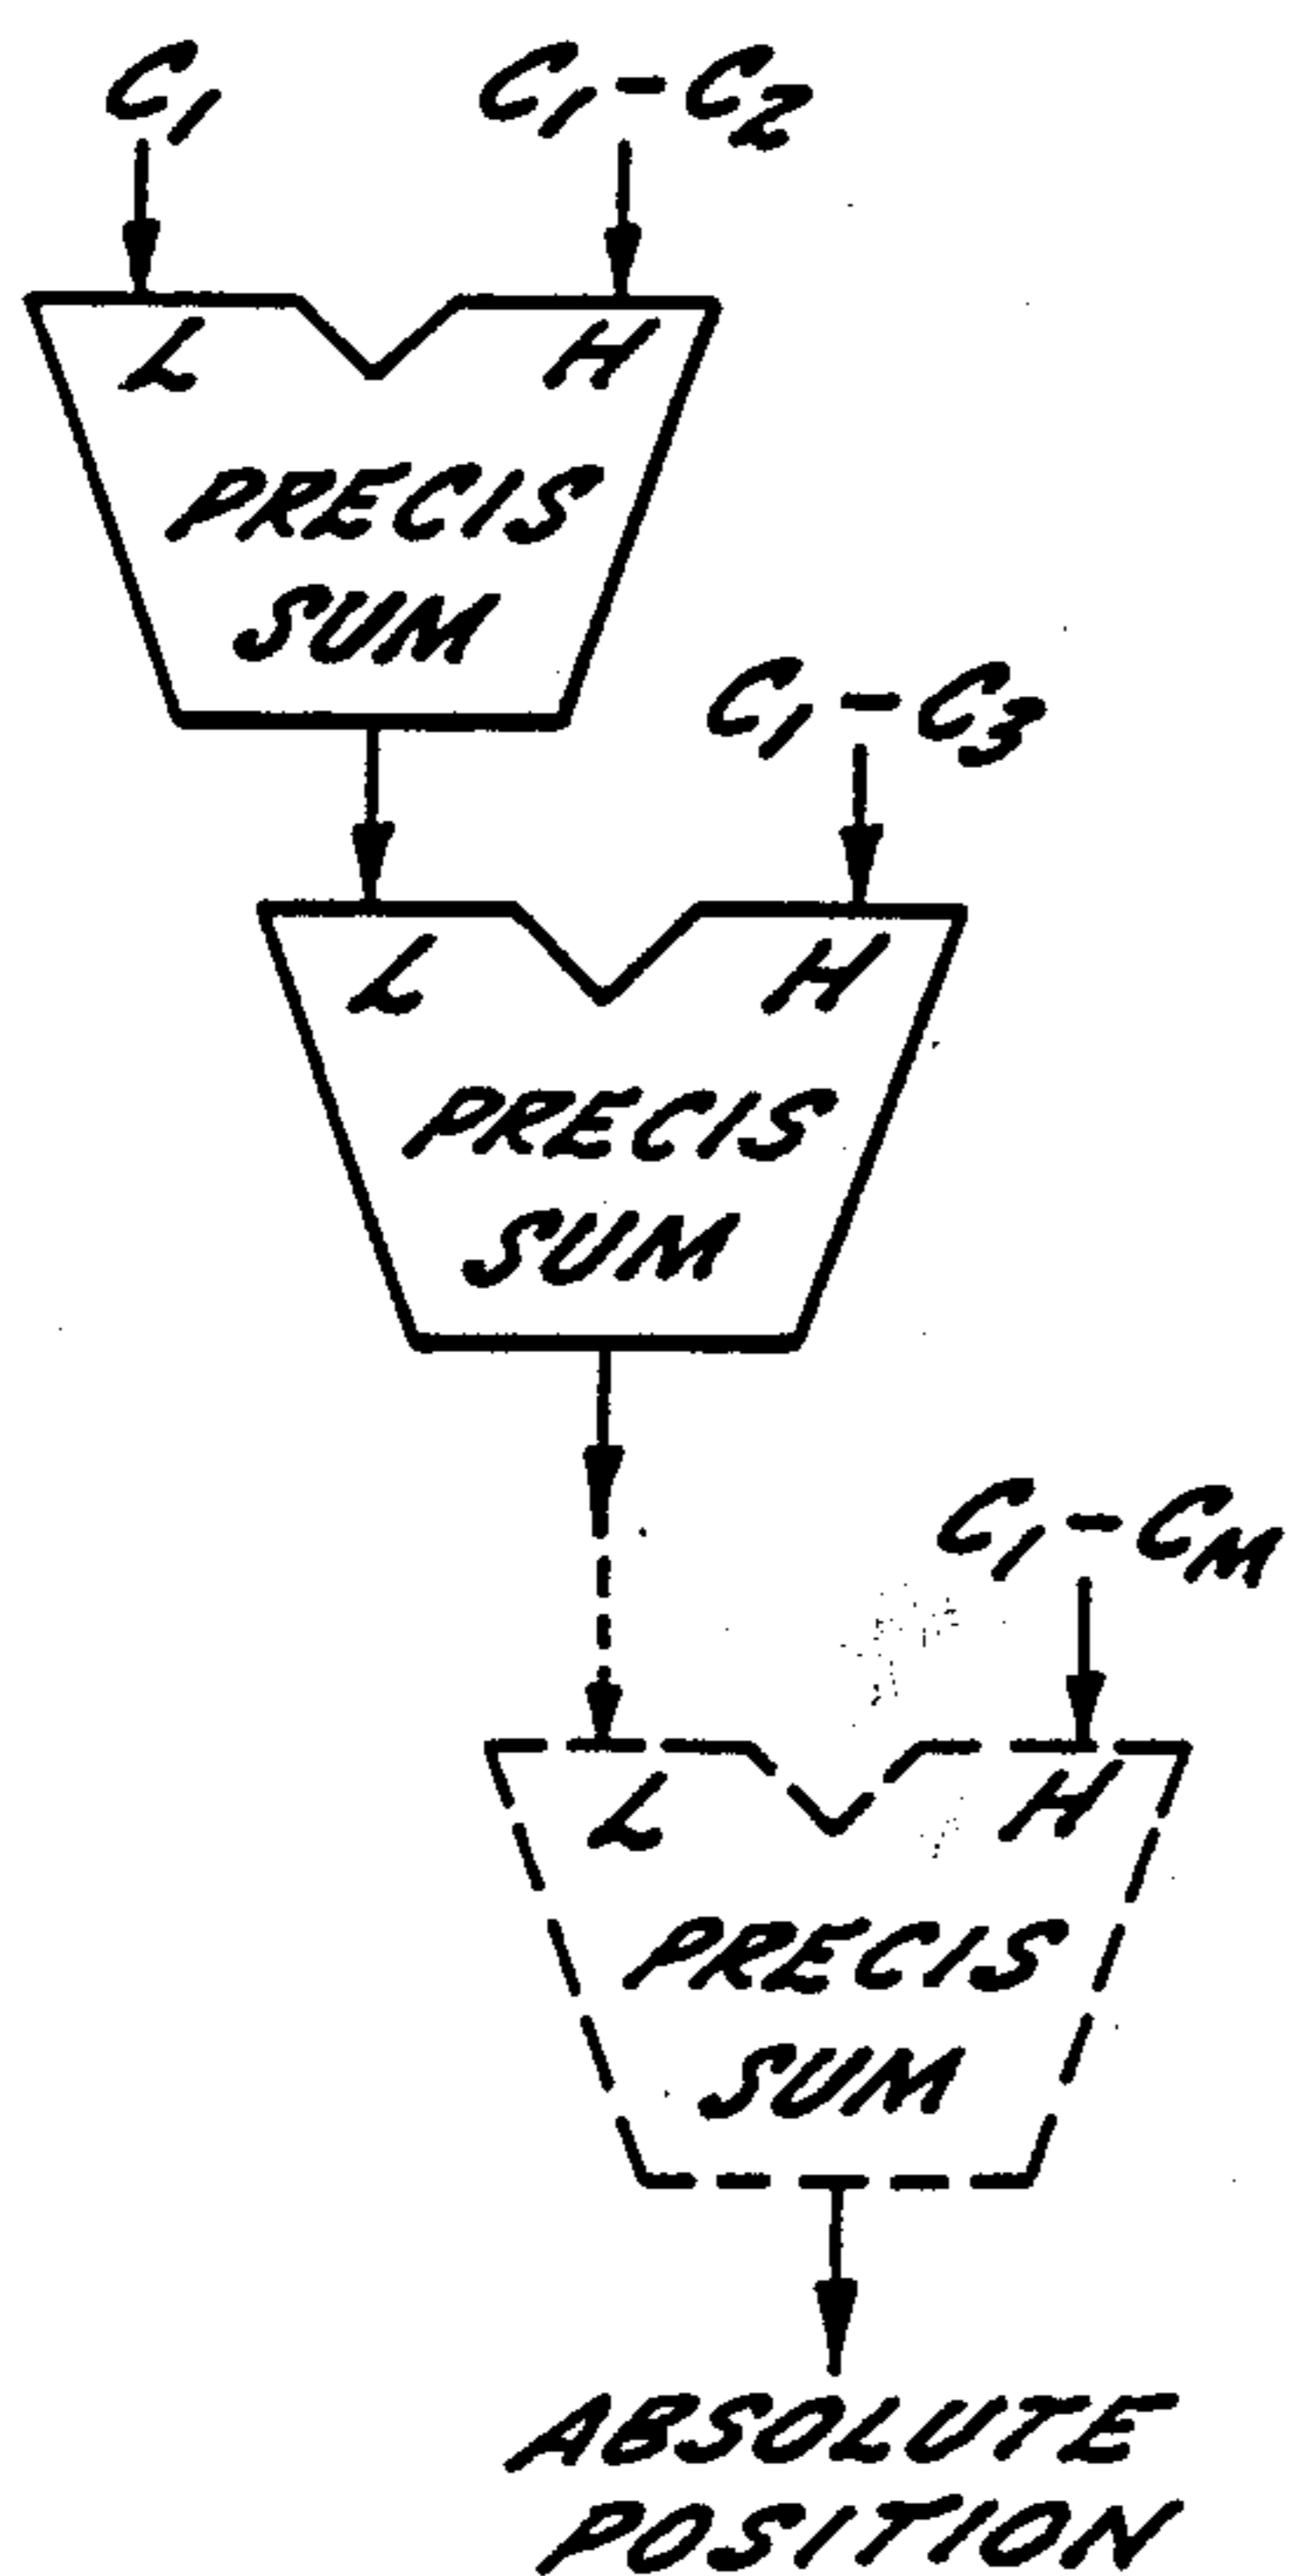 C1 C1-C2
L H
PRECIS
SUM
C1-C3
L H
PRECIS
SUM
C1-CM
L H
PRECIS
SUM
ABSOLUTE
POSITION